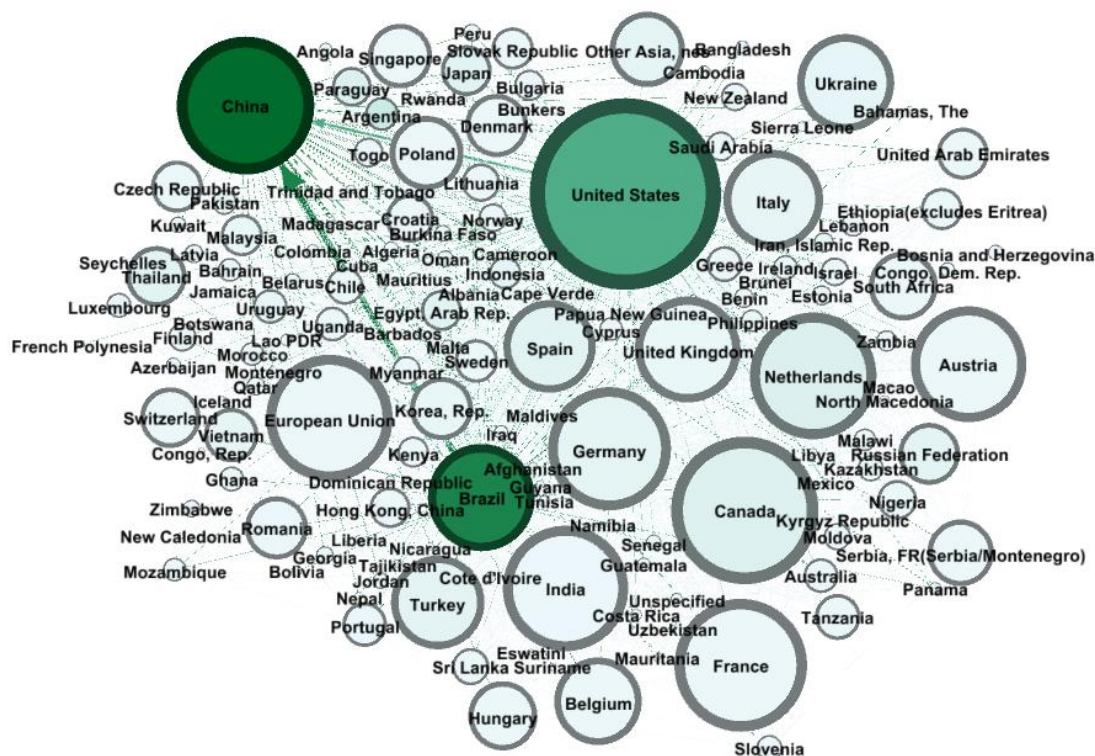 Peru
Angola
Singapore
Slovak Republic
Other Asia, nes
Bangladesh
Japan
Cambodia
Paraguay
Bulgaria
Ukraine
China
Rwanda
New Zealand
Argentina
Bunkers
Bahamas, The
Denmark
Sierra Leone
Saudi Arabia
Togo
Poland
United Arab Emirates
Lithuania
Czech Republic
Trinidad and Tobago
United States
Italy
Pakistan
Ethiopia(excludes Eritrea)
Kuwait
Madagascar
Croatia
Norway
Lebanon
Malaysia
Burkina Faso
Iran, Islamic Rep.
Latvia
Colombia
Algeria
Oman
Cameroon
Greece
Ireland
Israel
Bosnia and Herzegovina
Seychelles
Thailand
Bahrain
Cuba
Mauritius
Indonesia
Brunei
Congo, Dem. Rep.
Jamaica
Belarus
Chile
South Africa
Luxembourg
Uruguay
Albania
Cape Verde
Benin
Estonia
Egypt, Arab Rep.
Papua New Guinea
Botswana
Uganda
Barbados
Cyprus
Philippines
Finland
Lao PDR
French Polynesia
Morocco
Malta
Spain
United Kingdom
Zambia
Azerbaijan
Montenegro
Myanmar
Sweden
Netherlands
Austria
Qatar
Macao
Iceland
North Macedonia
Switzerland
European Union
Korea, Rep.
Maldives
Vietnam
Iraq
Malawi
Congo, Rep.
Kenya
Germany
Libya
Russian Federation
Afghanistan
Kazakhstan
Ghana
Dominican Republic
Guyana
Mexico
Brazil
Tunisia
Zimbabwe
Hong Kong, China
Canada
Nigeria
Romania
Namibia
Kyrgyz Republic
New Caledonia
Liberia
Moldova
Georgia
Nicaragua
Senegal
Serbia, FR(Serbia/Montenegro)
Mozambique
Bolivia
Tajikistan
Guatemala
Jordan
Cote d'Ivoire
Australia
India
Panama
Nepal
Turkey
Unspecified
Portugal
Costa Rica
Tanzania
Uzbekistan
Eswatini
Mauritania
Sri Lanka
Suriname
France
Belgium
Hungary
Slovenia